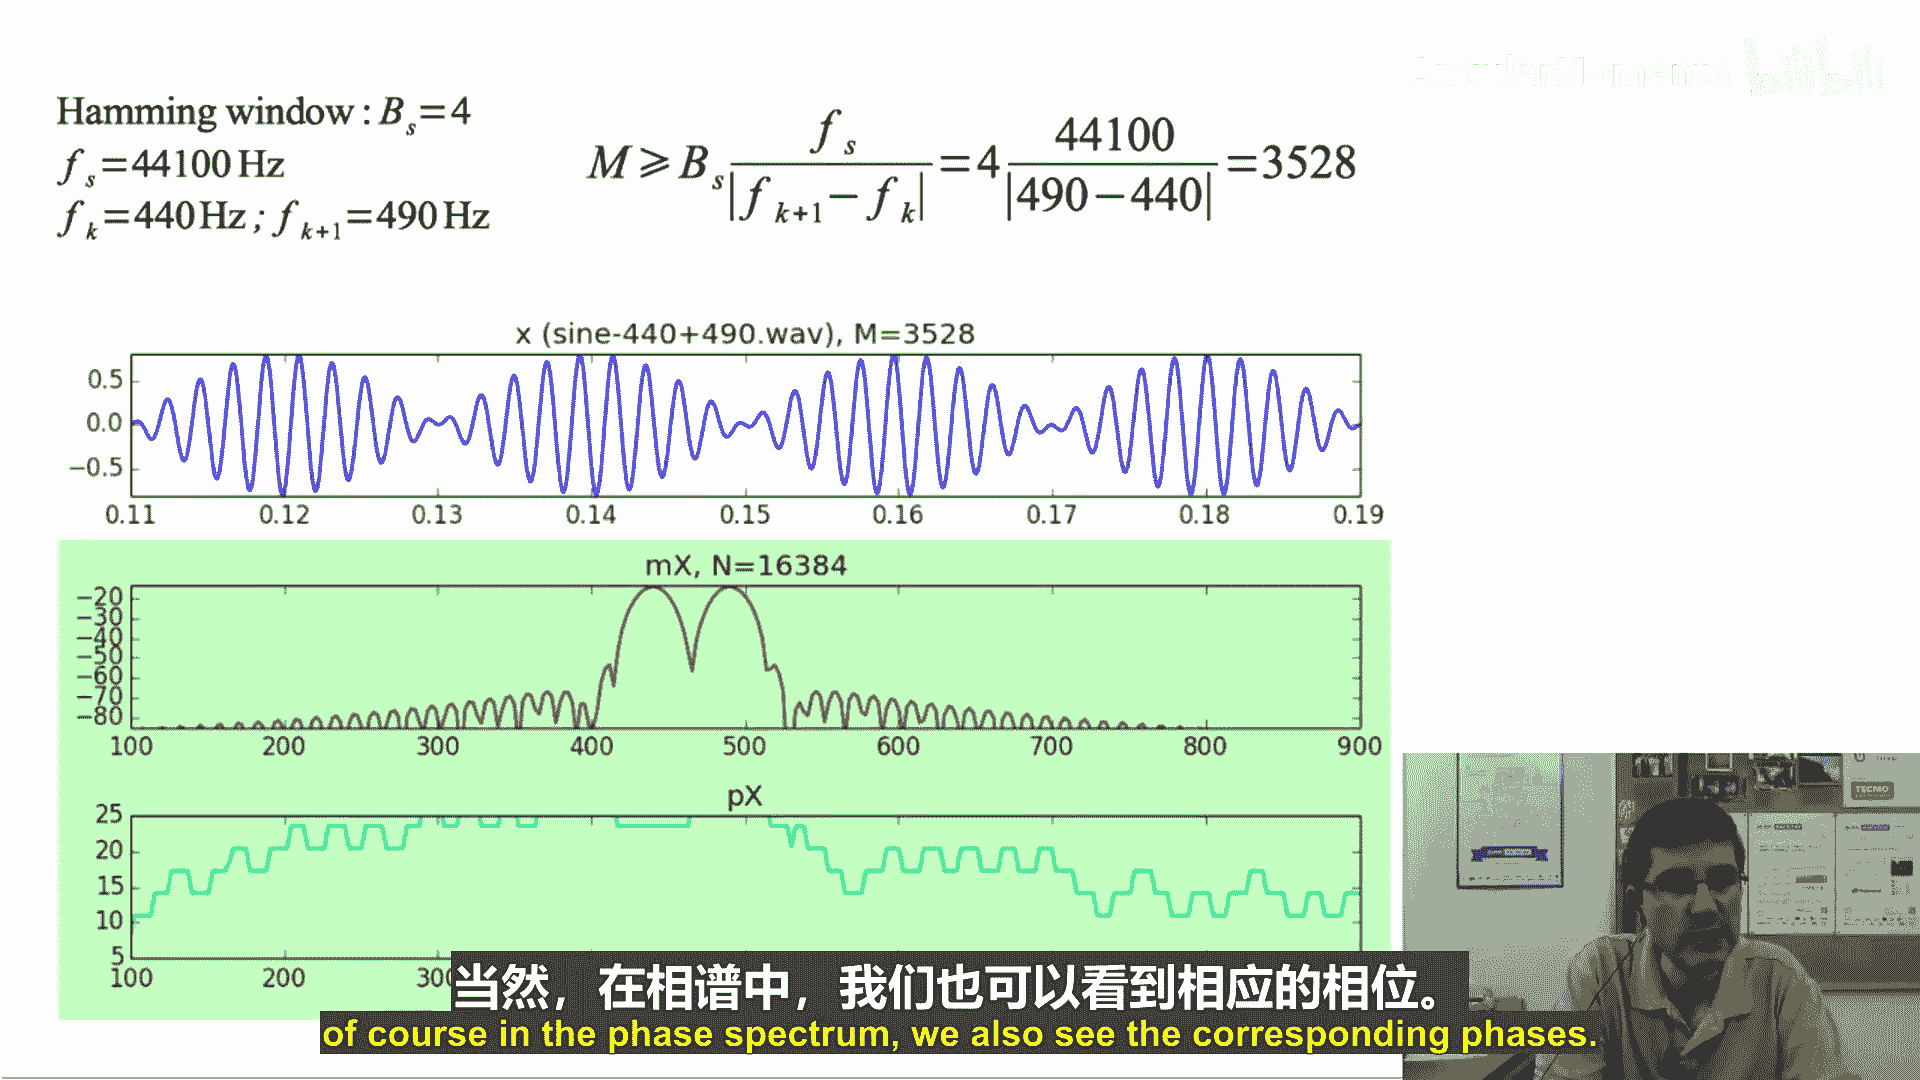 Hamming window : B_s=4
f_s=44100 Hz
f_k=440 Hz ; f_{k+1}=490 Hz
M ⩾ B_s f_s / |f_{k+1}−f_k| =4 44100 / |490−440| =3528
x (sine-440+490.wav), M=3528
0.5
0.0
−0.5
0.11 0.12 0.13 0.14 0.15 0.16 0.17 0.18 0.19
mX, N=16384
−20
−30
−40
−50
−60
−70
−80
100 200 300 400 500 600 700 800 900
pX
25
20
15
10
5
100 200
TECNIO
当然，在相谱中，我们也可以看到相应的相位。
of course in the phase spectrum, we also see the corresponding phases.